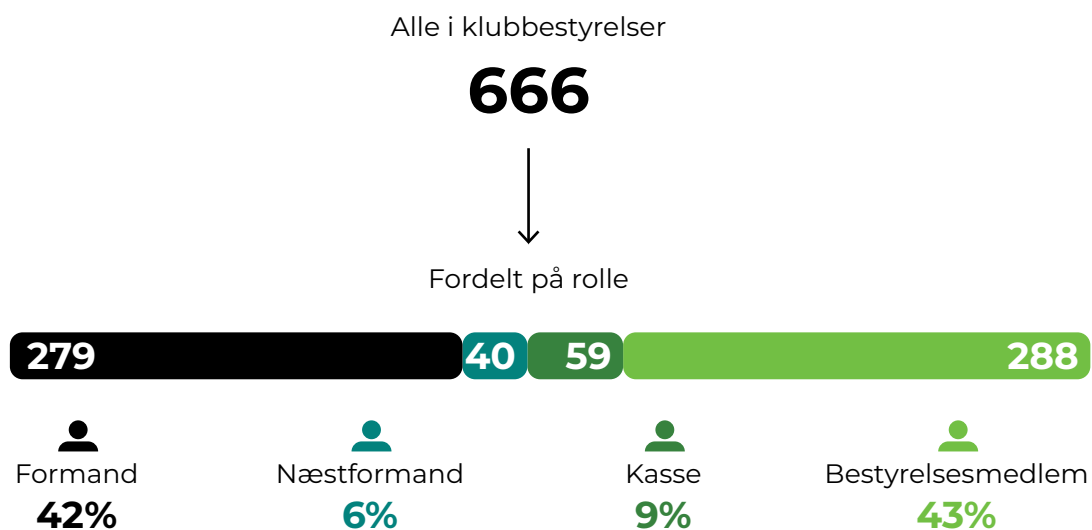 Alle i klubbestyrelser
666
Fordelt på rolle
279 40 59 288
Formand Næstformand Kasse Bestyrelsesmedlem
42% 6% 9% 43%